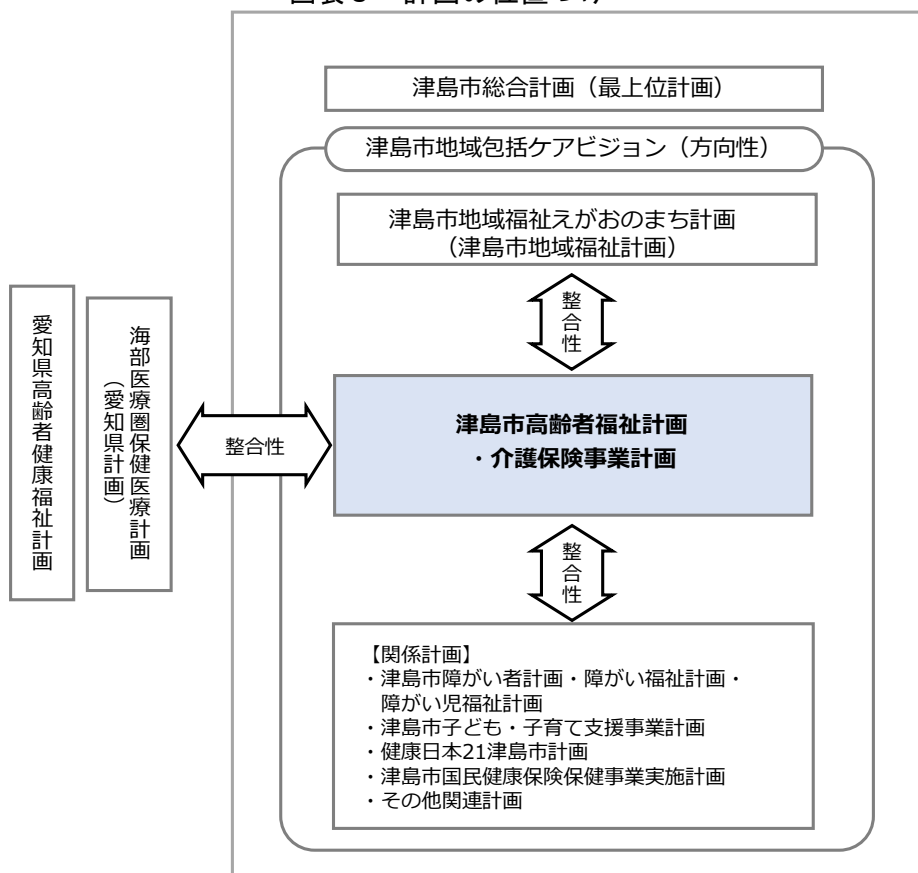 津島市総合計画（最上位計画）
津島市地域包括ケアビジョン（方向性）
津島市地域福祉えがおのまち計画
（津島市地域福祉計画）
整合性
愛知県高齢者健康福祉計画
海部医療圏保健医療計画
（愛知県計画）
整合性
津島市高齢者福祉計画
・介護保険事業計画
整合性
【関係計画】
・津島市障がい者計画・障がい福祉計画・
障がい児福祉計画
・津島市子ども・子育て支援事業計画
・健康日本21津島市計画
・津島市国民健康保険保健事業実施計画
・その他関連計画